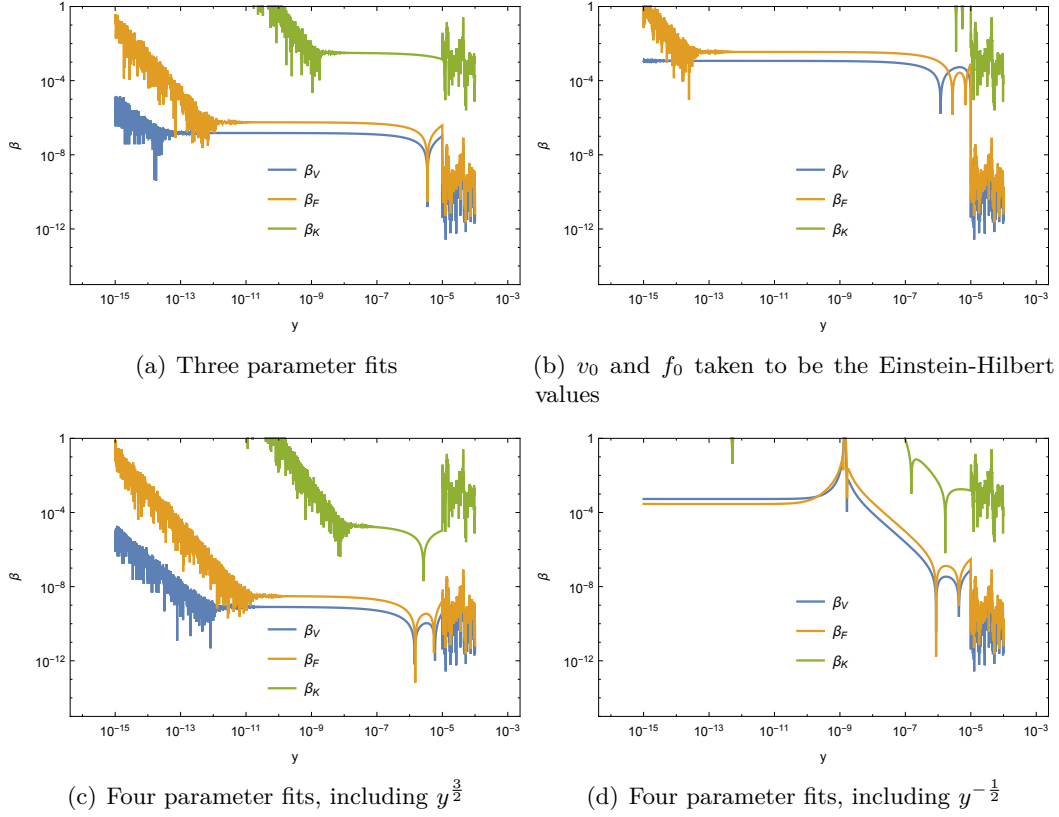 1
10⁻⁴
10⁻⁸
10⁻¹²
β
β_V
β_F
β_K
10⁻¹⁵ 10⁻¹³ 10⁻¹¹ 10⁻⁹ 10⁻⁷ 10⁻⁵ 10⁻³
y
(a) Three parameter fits
1
10⁻⁴
10⁻⁸
10⁻¹²
β
β_V
β_F
β_K
10⁻¹⁵ 10⁻¹³ 10⁻¹¹ 10⁻⁹ 10⁻⁷ 10⁻⁵ 10⁻³
y
(b) v₀ and f₀ taken to be the Einstein-Hilbert
values
1
10⁻⁴
10⁻⁸
10⁻¹²
β
β_V
β_F
β_K
10⁻¹⁵ 10⁻¹³ 10⁻¹¹ 10⁻⁹ 10⁻⁷ 10⁻⁵ 10⁻³
y
(c) Four parameter fits, including y^{3/2}
1
10⁻⁴
10⁻⁸
10⁻¹²
β
β_V
β_F
β_K
10⁻¹⁵ 10⁻¹³ 10⁻¹¹ 10⁻⁹ 10⁻⁷ 10⁻⁵ 10⁻³
y
(d) Four parameter fits, including y^{-1/2}